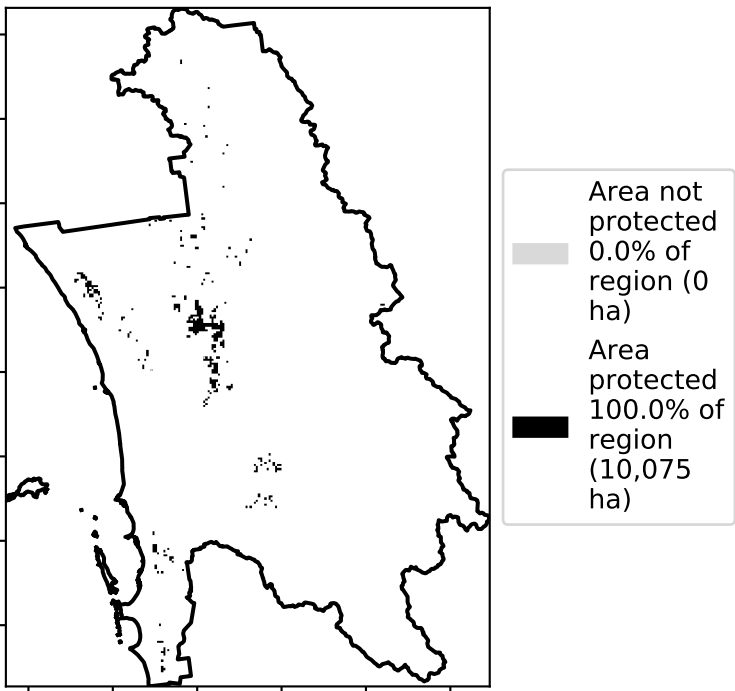 Area not
protected
0.0% of
region (0
ha)
Area
protected
100.0% of
region
(10,075
ha)